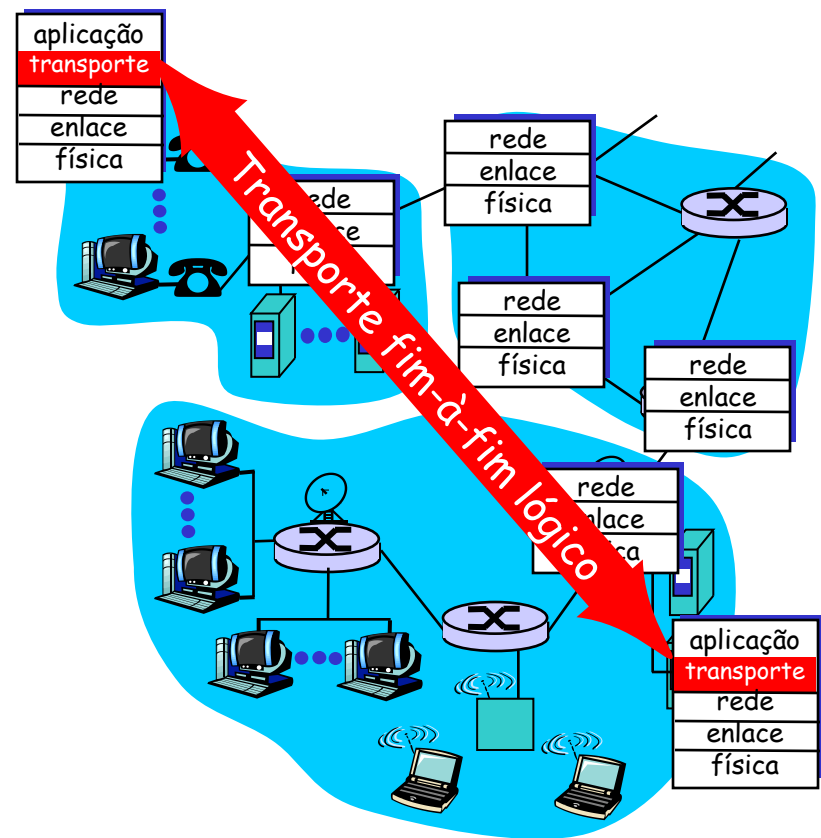 aplicação
transporte
rede
enlace
física
rede
enlace
física
Transporte fim-à-fim lógico
rede
enlace
física
rede
enlace
física
rede
aplicação
transporte
rede
enlace
física